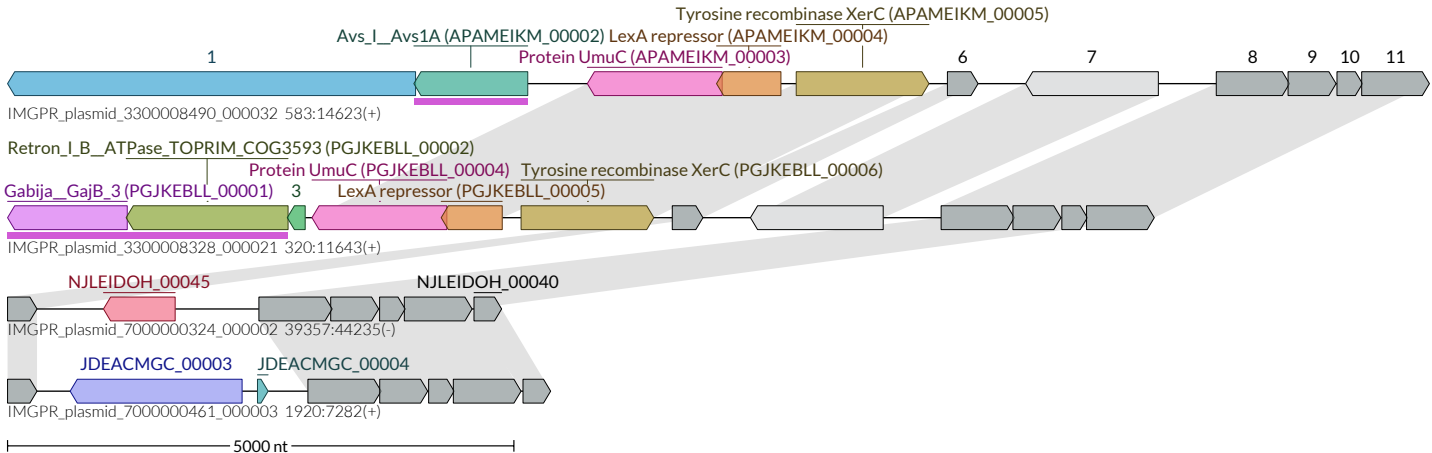 Tyrosine recombinase XerC (APAMEIKM_00005)
Avs_I__Avs1A (APAMEIKM_00002) LexA repressor (APAMEIKM_00004)
1 Protein UmuC (APAMEIKM_00003) 6 7 8 9 10 11
IMGPR_plasmid_3300008490_000032 583:14623(+)
Retron_I_B__ATPase_TOPRIM_COG3593 (PGJKEBLL_00002)
Protein UmuC (PGJKEBLL_00004) Tyrosine recombinase XerC (PGJKEBLL_00006)
Gabija__GajB_3 (PGJKEBLL_00001) 3 LexA repressor (PGJKEBLL_00005)
IMGPR_plasmid_3300008328_000021 320:11643(+)
NJLEIDOH_00045 NJLEIDOH_00040
IMGPR_plasmid_7000000324_000002 39357:44235(-)
JDEACMGC_00003 JDEACMGC_00004
IMGPR_plasmid_7000000461_000003 1920:7282(+)
5000 nt